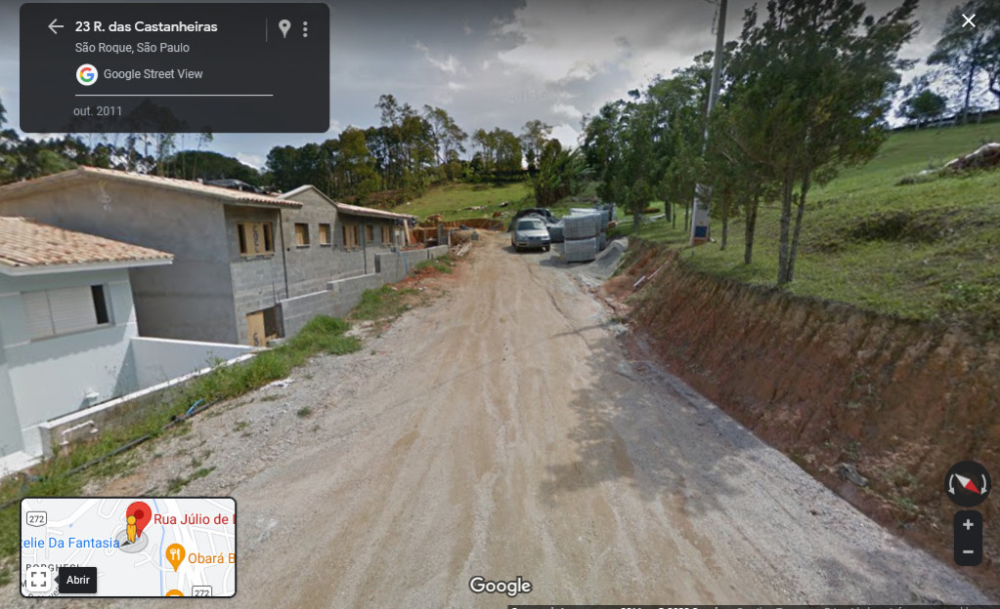 23 R. das Castanheiras
São Roque, São Paulo
Google Street View
out. 2011
272
Rua Júlio de
telie Da Fantasia
Obará B
272
Abrir
Google